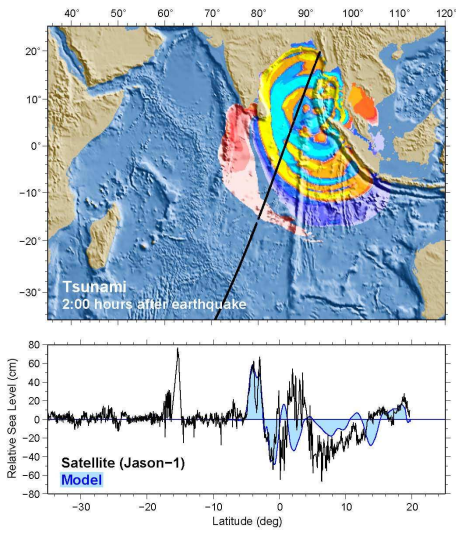 40° 50° 60° 70° 80° 90° 100° 110° 120°
20°
10°
0°
−10°
−20°
−30°
Tsunami
2:00 hours after earthquake
80
60
40
20
0
−20
−40
−60
−80
Relative Sea Level (cm)
Satellite (Jason−1)
Model
−30 −20 −10 0 10 20
Latitude (deg)